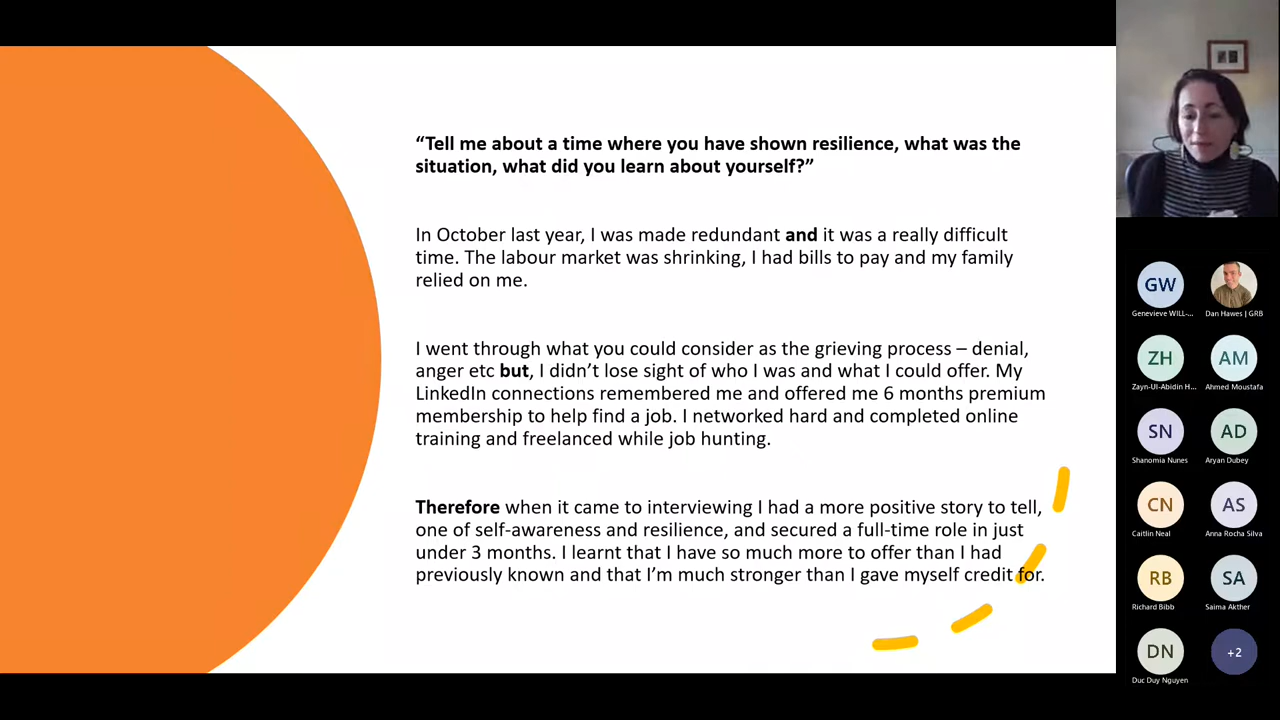 “Tell me about a time where you have shown resilience, what was the
situation, what did you learn about yourself?”
In October last year, I was made redundant and it was a really difficult
time. The labour market was shrinking, I had bills to pay and my family
relied on me.
I went through what you could consider as the grieving process – denial,
anger etc but, I didn’t lose sight of who I was and what I could offer. My
LinkedIn connections remembered me and offered me 6 months premium
membership to help find a job. I networked hard and completed online
training and freelanced while job hunting.
Therefore when it came to interviewing I had a more positive story to tell,
one of self-awareness and resilience, and secured a full-time role in just
under 3 months. I learnt that I have so much more to offer than I had
previously known and that I’m much stronger than I gave myself credit for.
GW
Genevieve WILL-...
Dan Hawes | GRB
ZH
Zayn-Ul-Abidin H...
AM
Ahmed Moustafa
SN
Shanomia Nunes
AD
Aryan Dubey
CN
Caitlin Neal
AS
Anna Rocha Silva
RB
Richard Bibb
SA
Saima Akther
DN
Duc Duy Nguyen
+2